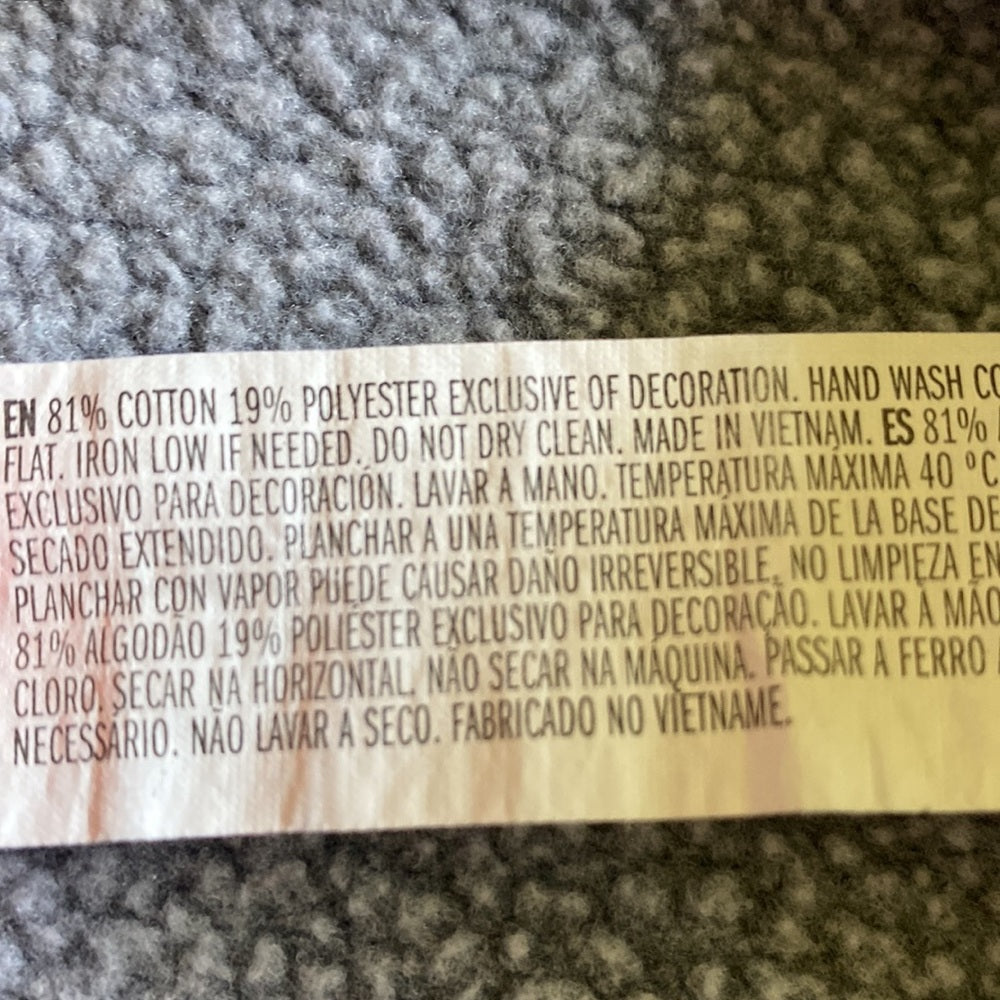 EN 81% COTTON 19% POLYESTER EXCLUSIVE OF DECORATION. HAND WASH CO
FLAT. IRON LOW IF NEEDED. DO NOT DRY CLEAN. MADE IN VIETNAM. ES 81%
EXCLUSIVO PARA DECORACIÓN. LAVAR A MANO. TEMPERATURA MÁXIMA 40 ºC.
SECADO EXTENDIDO. PLANCHAR A UNA TEMPERATURA MÁXIMA DE LA BASE DE
PLANCHAR CON VAPOR PUEDE CAUSAR DAÑO IRREVERSIBLE. NO LIMPIEZA EN
81% ALGODÃO 19% POLIÉSTER EXCLUSIVO PARA DECORAÇÃO. LAVAR À MÃO
CLORO. SECAR NA HORIZONTAL. NÃO SECAR NA MÁQUINA. PASSAR A FERRO
NECESSÁRIO. NÃO LAVAR A SECO. FABRICADO NO VIETNAME.